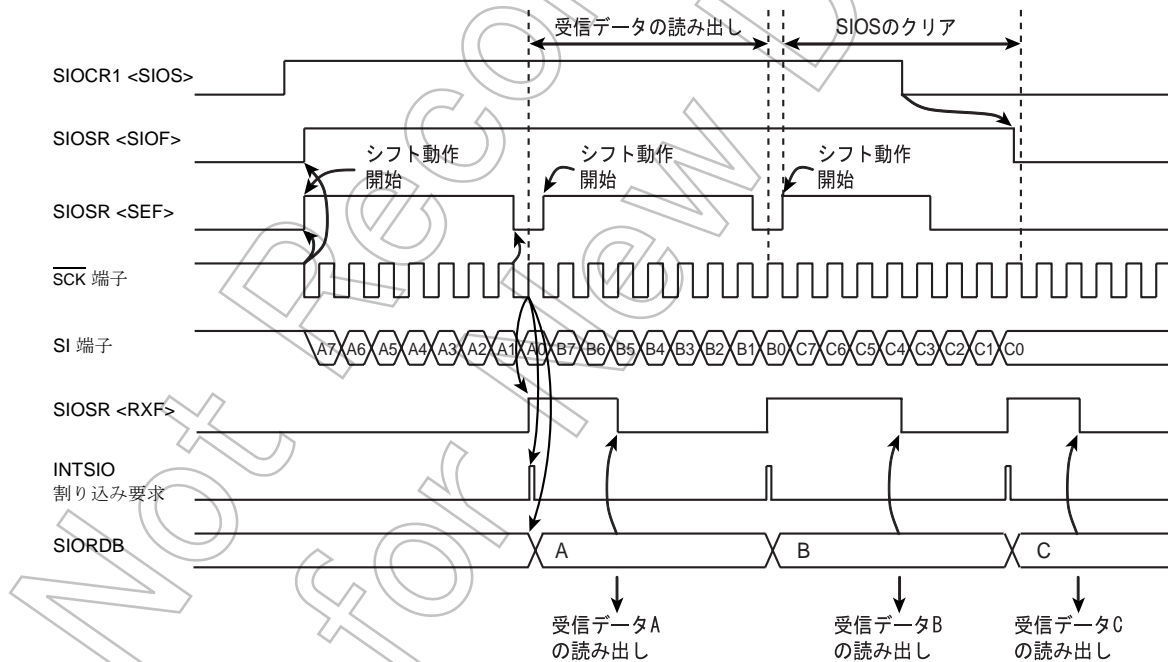 受信データの読み出し
SIOSのクリア
SIOCR1 <SIOS>
SIOSR <SIOF>
シフト動作
開始
シフト動作
開始
シフト動作
開始
SIOSR <SEF>
SCK 端子
SI 端子
A7 A6 A5 A4 A3 A2 A1 A0 B7 B6 B5 B4 B3 B2 B1 B0 C7 C6 C5 C4 C3 C2 C1 C0
SIOSR <RXF>
INTSIO
割り込み要求
SIORDB
A
B
C
受信データA
の読み出し
受信データB
の読み出し
受信データC
の読み出し